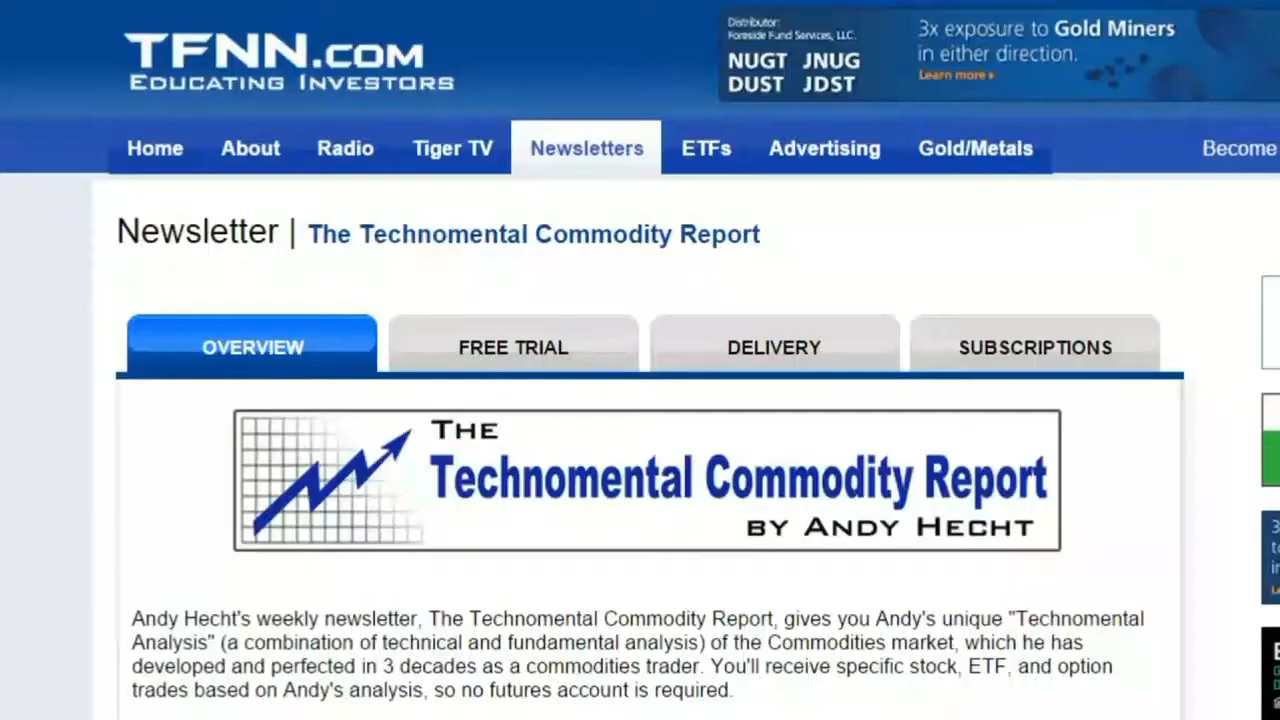 TFNN.COM
EDUCATING INVESTORS
Distributor:
Foreside Fund Services, LLC.
NUGT JNUG
DUST JDST
3x exposure to Gold Miners
in either direction.
Learn more
Home About Radio Tiger TV Newsletters ETFs Advertising Gold/Metals Become
Newsletter | The Technomental Commodity Report
OVERVIEW FREE TRIAL DELIVERY SUBSCRIPTIONS
THE
Technomental Commodity Report
BY ANDY HECHT
Andy Hecht's weekly newsletter, The Technomental Commodity Report, gives you Andy's unique "Technomental
Analysis" (a combination of technical and fundamental analysis) of the Commodities market, which he has
developed and perfected in 3 decades as a commodities trader. You'll receive specific stock, ETF, and option
trades based on Andy's analysis, so no futures account is required.